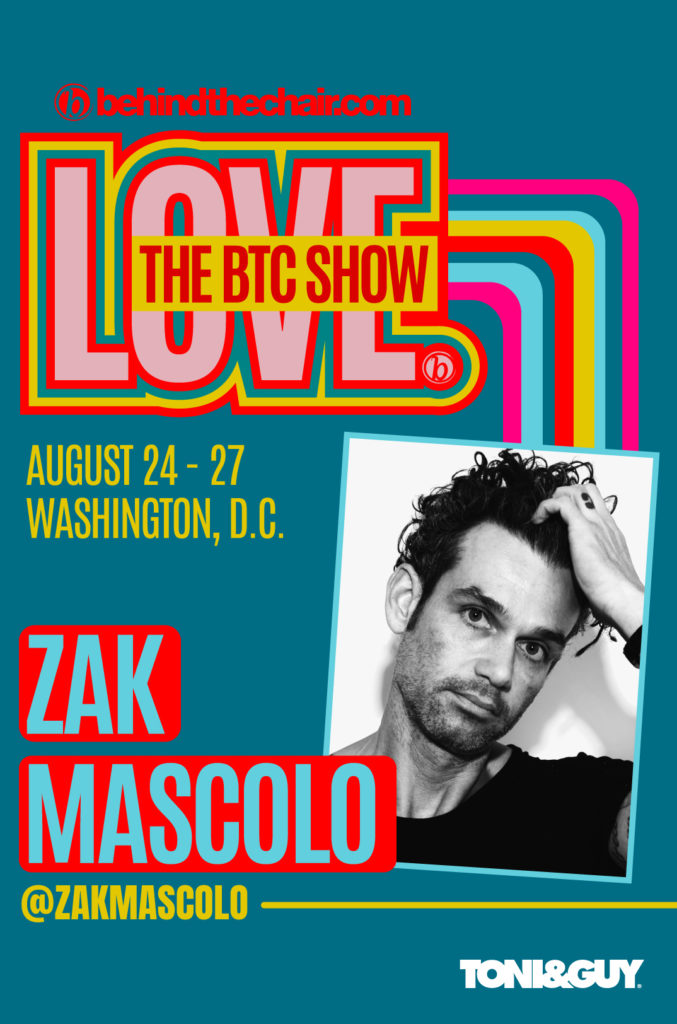 behindthechair.com
LOVE
THE BTC SHOW
b
AUGUST 24 - 27
WASHINGTON, D.C.
ZAK
MASCOLO
@ZAKMASCOLO
TONI&GUY®